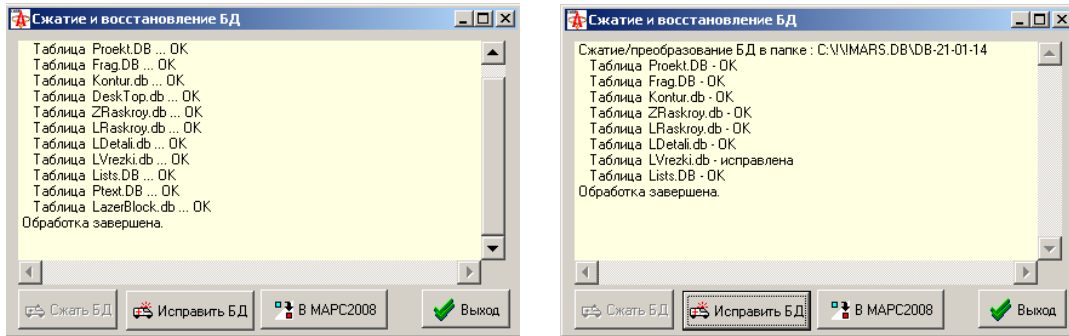 Сжатие и восстановление БД
Таблица Proekt.DB ... OK
Таблица Frag.DB ... OK
Таблица Kontur.db ... OK
Таблица DeskTop.db ... OK
Таблица ZRaskroy.db ... OK
Таблица LRaskroy.db ... OK
Таблица LDetali.db ... OK
Таблица LVrezki.db ... OK
Таблица Lists.DB ... OK
Таблица Ptext.DB ... OK
Таблица LazerBlock.db ... OK
Обработка завершена.
Сжать БД
Исправить БД
В МАРС2008
Выход
Сжатие и восстановление БД
Сжатие/преобразование БД в папке : C:\I\IMARS.DB\DB-21-01-14
Таблица Proekt.DB - OK
Таблица Frag.DB - OK
Таблица Kontur.db - OK
Таблица ZRaskroy.db - OK
Таблица LRaskroy.db - OK
Таблица LDetali.db - OK
Таблица LVrezki.db - исправлена
Таблица Lists.DB - OK
Обработка завершена.
Сжать БД
Исправить БД
В МАРС2008
Выход